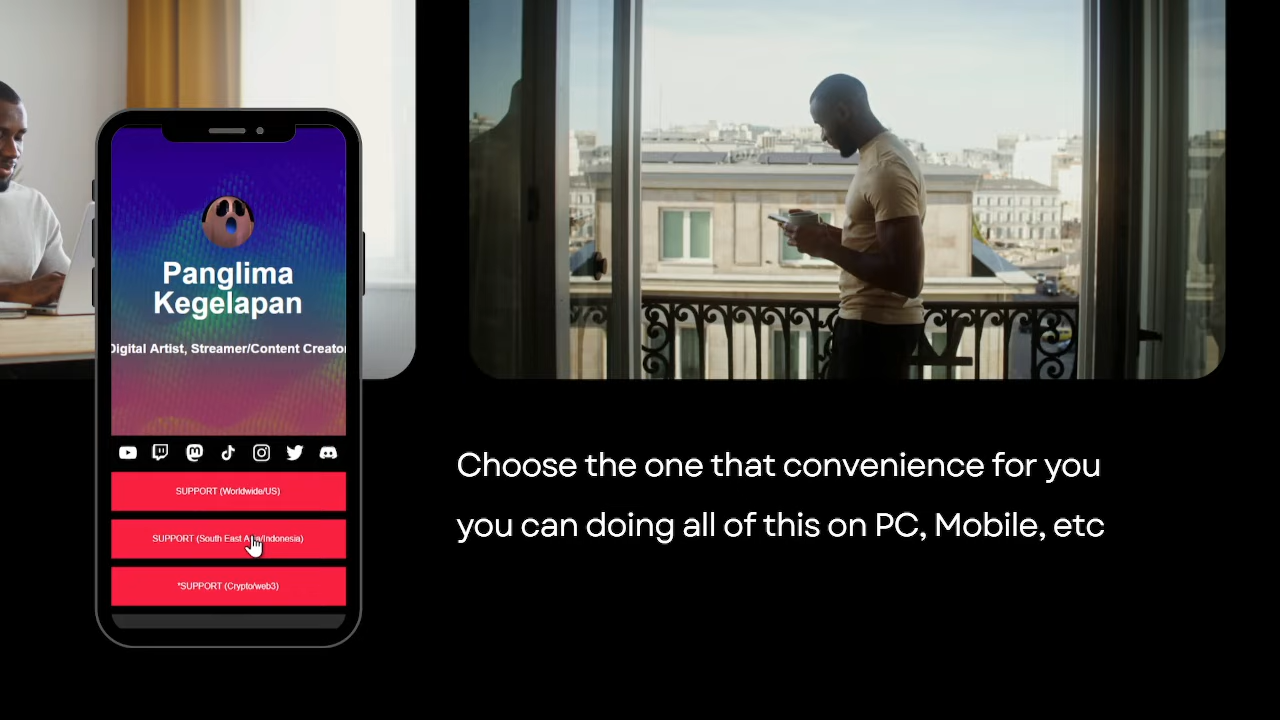 Panglima
Kegelapan
Digital Artist, Streamer/Content Creator
SUPPORT (Worldwide/US)
SUPPORT (South East Asia/Indonesia)
*SUPPORT (Crypto/web3)
Choose the one that convenience for you
you can doing all of this on PC, Mobile, etc